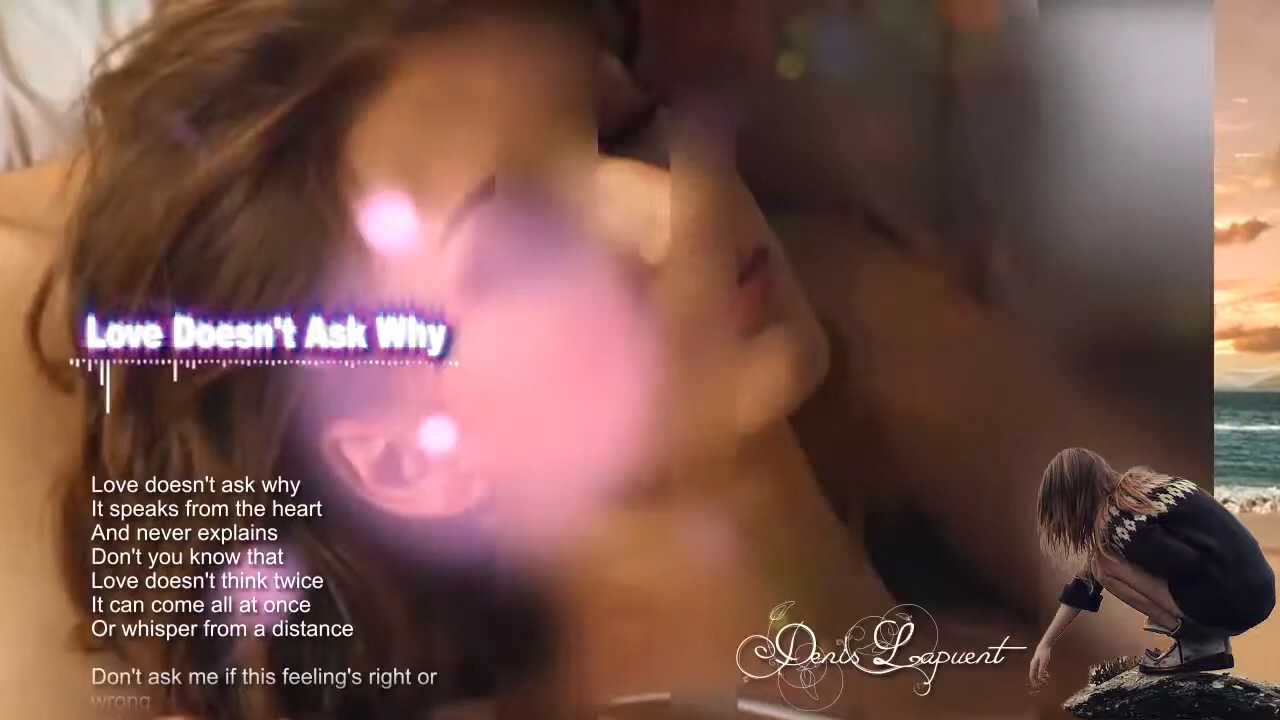 Love Doesn't Ask Why
Love doesn't ask why
It speaks from the heart
And never explains
Don't you know that
Love doesn't think twice
It can come all at once
Or whisper from a distance
Don't ask me if this feeling's right or
wrong
Denis Lapuent